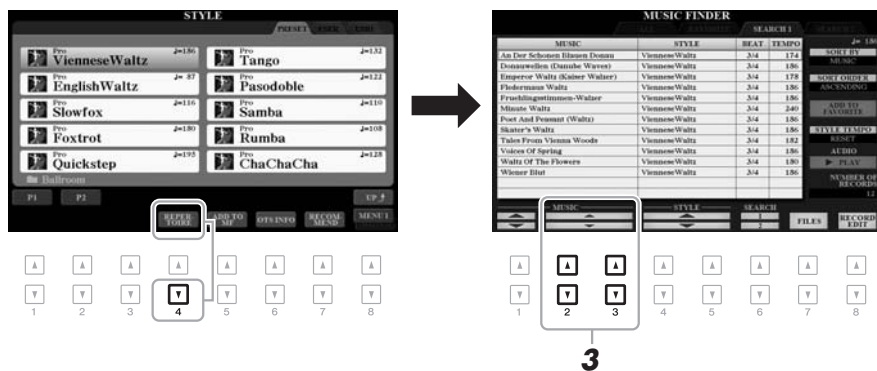 STYLE
PRESET USER USB1
Pro VienneseWaltz ♩=186
Pro Tango ♩=132
Pro EnglishWaltz ♩= 87
Pro Pasodoble ♩=122
Pro Slowfox ♩=116
Pro Samba ♩=110
Pro Foxtrot ♩=180
Pro Rumba ♩=108
Pro Quickstep ♩=195
Pro ChaChaCha ♩=128
Ballroom
P1 P2 UP
REPER-TOIRE ADD TO MF OTS INFO RECOM-MEND MENU 1
1 2 3 4 5 6 7 8
MUSIC FINDER
ALL FAVORITE SEARCH 1 SEARCH 2
MUSIC STYLE BEAT TEMPO
An Der Schonen Blauen Donau VienneseWaltz 3/4 174
Donauwellen (Danube Waves) VienneseWaltz 3/4 186
Emperor Waltz (Kaiser Walzer) VienneseWaltz 3/4 178
Fledermaus Waltz VienneseWaltz 3/4 186
Fruehlingsstimmen-Walzer VienneseWaltz 3/4 186
Minute Waltz VienneseWaltz 3/4 240
Poet And Peasant (Waltz) VienneseWaltz 3/4 186
Skater's Waltz VienneseWaltz 3/4 186
Tales From Vienna Woods VienneseWaltz 3/4 182
Voices Of Spring VienneseWaltz 3/4 186
Waltz Of The Flowers VienneseWaltz 3/4 180
Wiener Blut VienneseWaltz 3/4 186
♩= 186
SORT BY
MUSIC
SORT ORDER
ASCENDING
ADD TO
FAVORITE
STYLE TEMPO
RESET
AUDIO
PLAY
NUMBER OF
RECORDS
12
MUSIC STYLE SEARCH
1
2
FILES
RECORD
EDIT
1 2 3 4 5 6 7 8
3